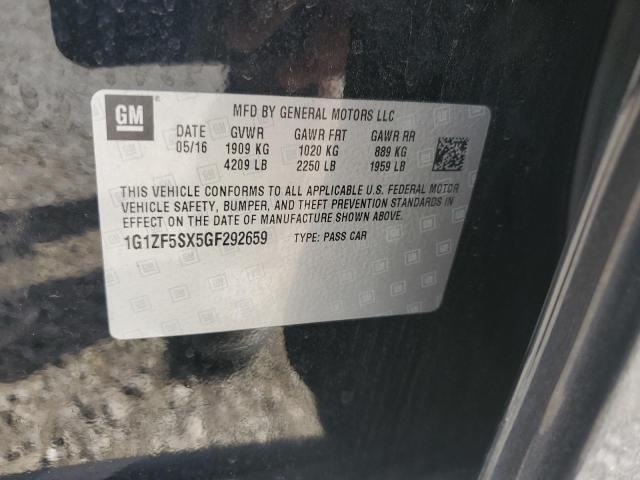 GM
MFD BY GENERAL MOTORS LLC
DATE GVWR GAWR FRT GAWR RR
05/16 1909 KG 1020 KG 889 KG
4209 LB 2250 LB 1959 LB
THIS VEHICLE CONFORMS TO ALL APPLICABLE U.S. FEDERAL MOTOR
VEHICLE SAFETY, BUMPER, AND THEFT PREVENTION STANDARDS IN
EFFECT ON THE DATE OF MANUFACTURE SHOWN ABOVE.
1G1ZF5SX5GF292659 TYPE: PASS CAR